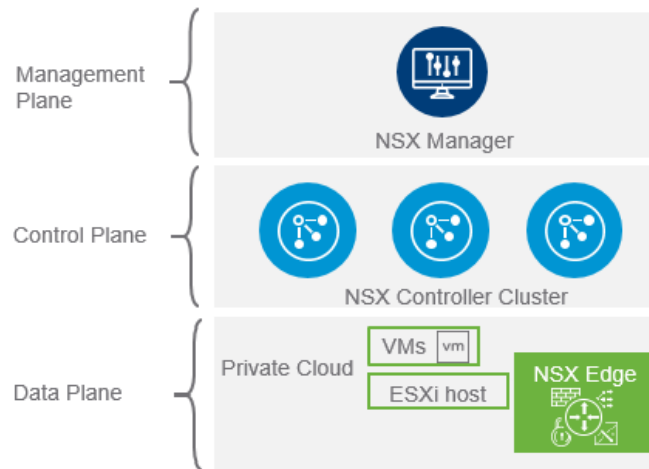 Management
Plane
NSX Manager
Control Plane
NSX Controller Cluster
Data Plane
Private Cloud
VMs vm
ESXi host
NSX Edge